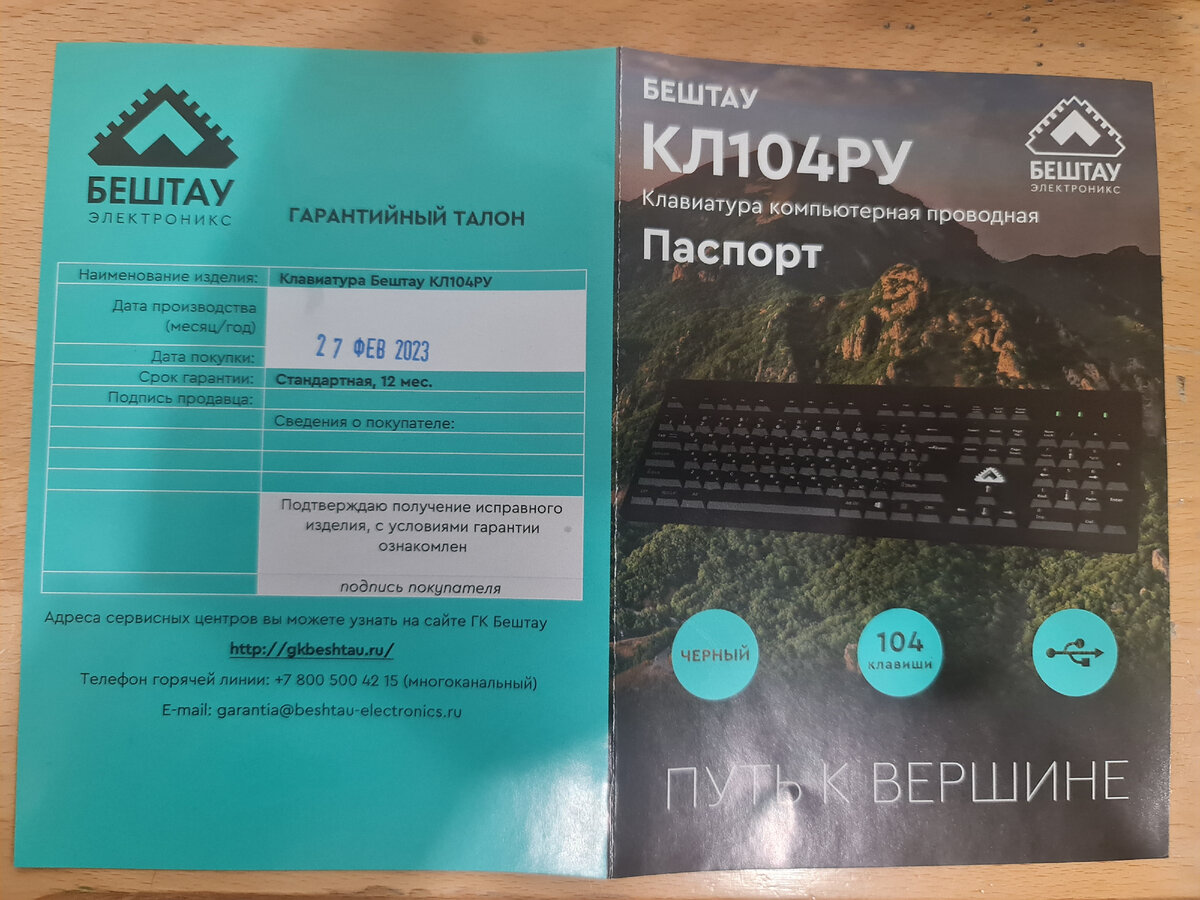 БЕШТАУ
ЭЛЕКТРОНИКС
ГАРАНТИЙНЫЙ ТАЛОН
Наименование изделия: Клавиатура Бештау КЛ104РУ
Дата производства
(месяц/год)
27 ФЕВ 2023
Дата покупки:
Срок гарантии: Стандартная, 12 мес.
Подпись продавца:
Сведения о покупателе:
Подтверждаю получение исправного
изделия, с условиями гарантии
ознакомлен
подпись покупателя
Адреса сервисных центров вы можете узнать на сайте ГК Бештау
http://gkbeshtau.ru/
Телефон горячей линии: +7 800 500 42 15 (многоканальный)
E-mail: garantia@beshtau-electronics.ru
БЕШТАУ
КЛ104РУ
Клавиатура компьютерная проводная
Паспорт
БЕШТАУ
ЭЛЕКТРОНИКС
ЧЕРНЫЙ
104
клавиши
ПУТЬ К ВЕРШИНЕ